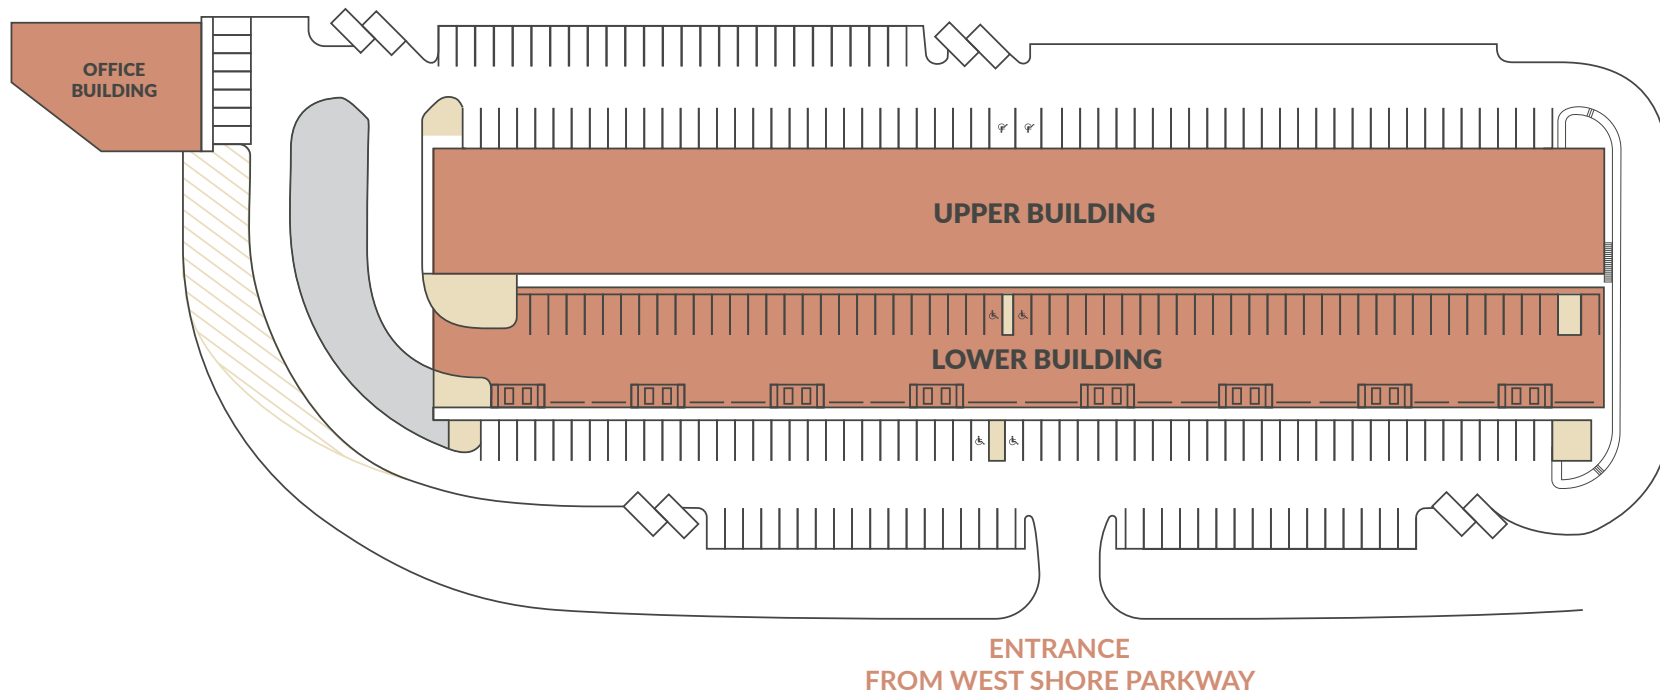 OFFICE
BUILDING
UPPER BUILDING
LOWER BUILDING
ENTRANCE
FROM WEST SHORE PARKWAY